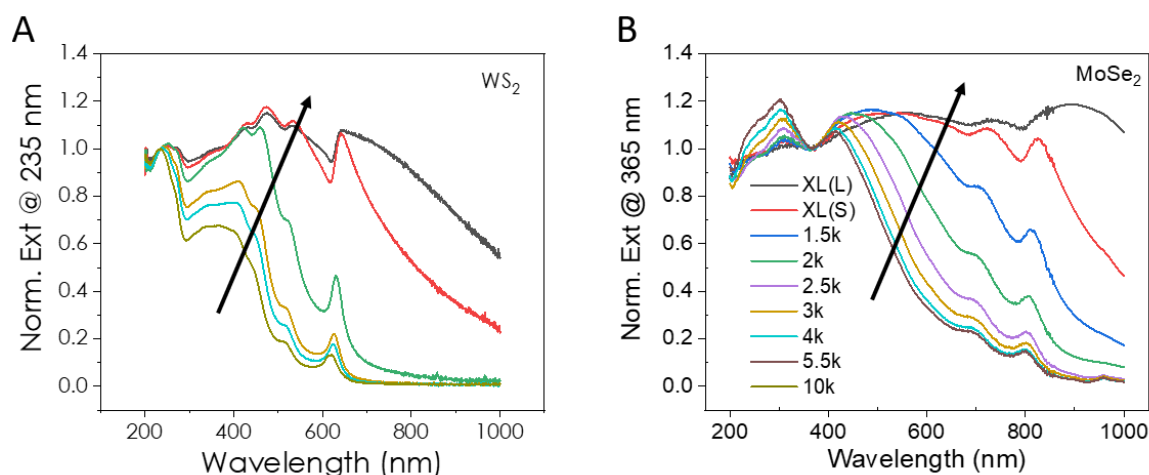 A
WS2
Norm. Ext @ 235 nm
1.4
1.2
1.0
0.8
0.6
0.4
0.2
0.0
200 400 600 800 1000
Wavelength (nm)
B
MoSe2
Norm. Ext @ 365 nm
1.4
1.2
1.0
0.8
0.6
0.4
0.2
0.0
XL(L)
XL(S)
1.5k
2k
2.5k
3k
4k
5.5k
10k
200 400 600 800 1000
Wavelength (nm)